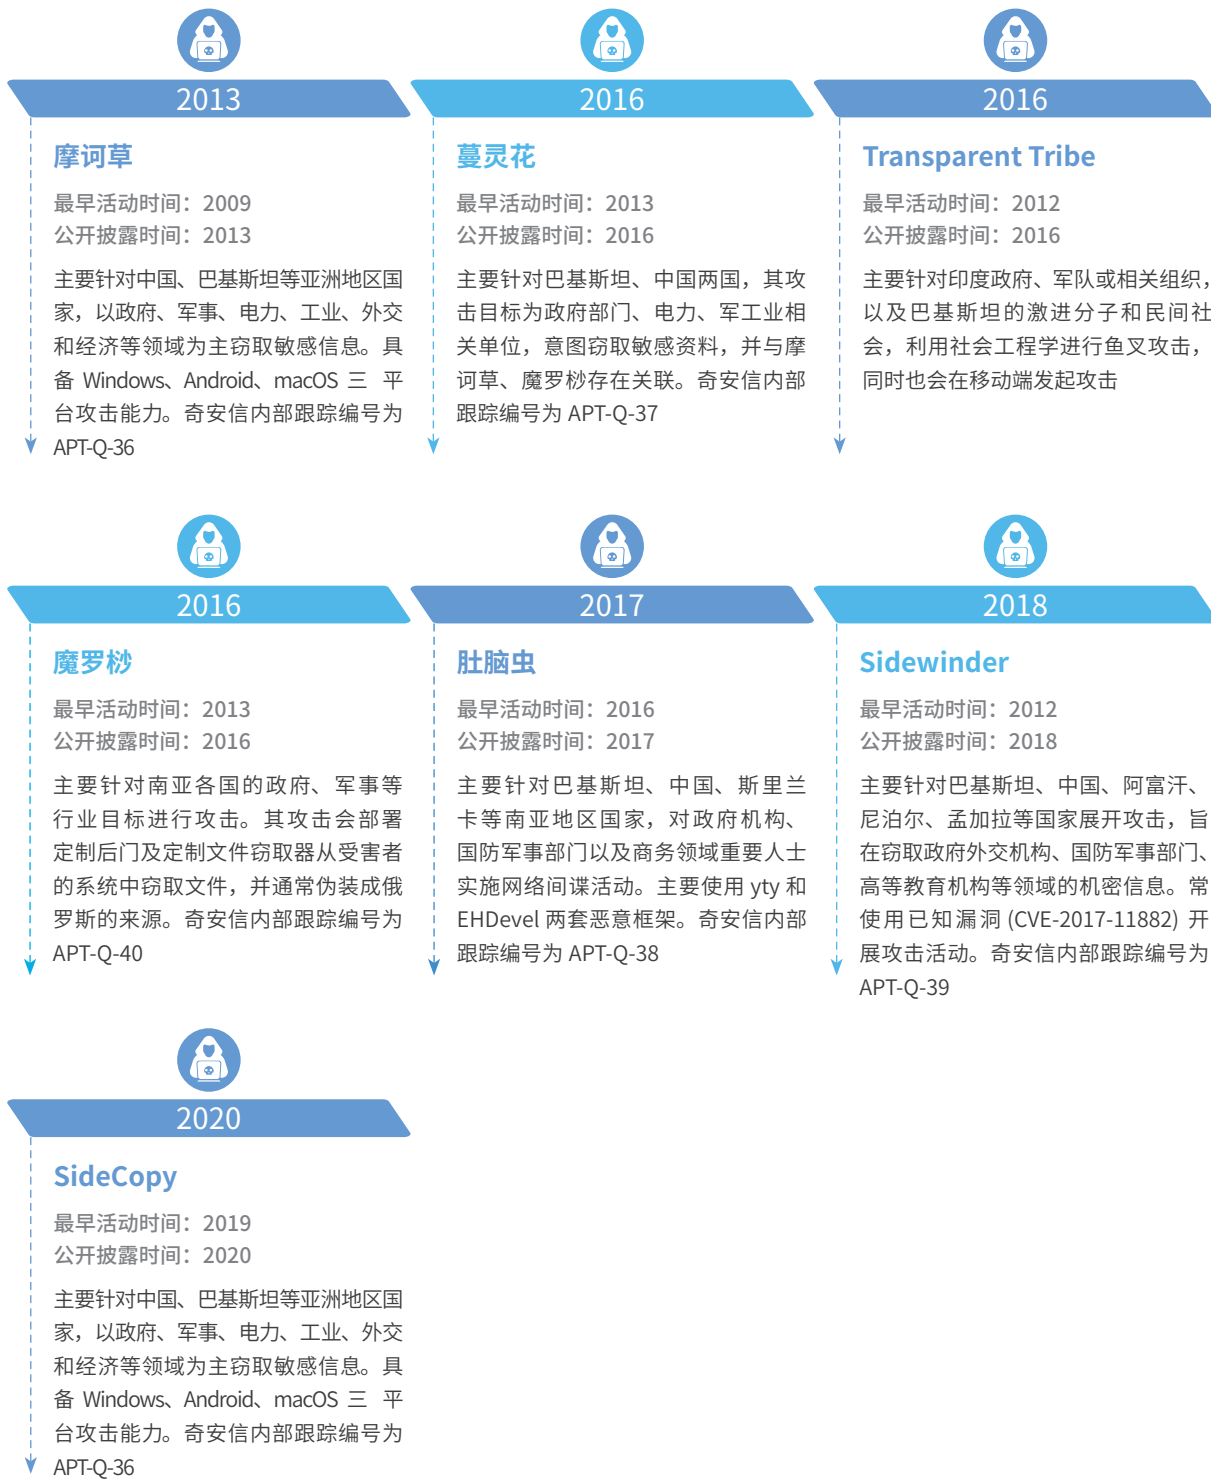 2013
摩诃草
最早活动时间：2009
公开披露时间：2013
主要针对中国、巴基斯坦等亚洲地区国
家，以政府、军事、电力、工业、外交
和经济等领域为主窃取敏感信息。具
备 Windows、Android、macOS 三 平
台攻击能力。奇安信内部跟踪编号为
APT-Q-36
2016
蔓灵花
最早活动时间：2013
公开披露时间：2016
主要针对巴基斯坦、中国两国，其攻
击目标为政府部门、电力、军工业相
关单位，意图窃取敏感资料，并与摩
诃草、魔罗桫存在关联。奇安信内部
跟踪编号为 APT-Q-37
2016
Transparent Tribe
最早活动时间：2012
公开披露时间：2016
主要针对印度政府、军队或相关组织，
以及巴基斯坦的激进分子和民间社
会，利用社会工程学进行鱼叉攻击，
同时也会在移动端发起攻击
2016
魔罗桫
最早活动时间：2013
公开披露时间：2016
主要针对南亚各国的政府、军事等
行业目标进行攻击。其攻击会部署
定制后门及定制文件窃取器从受害者
的系统中窃取文件，并通常伪装成俄
罗斯的来源。奇安信内部跟踪编号为
APT-Q-40
2017
肚脑虫
最早活动时间：2016
公开披露时间：2017
主要针对巴基斯坦、中国、斯里兰
卡等南亚地区国家，对政府机构、
国防军事部门以及商务领域重要人士
实施网络间谍活动。主要使用 yty 和
EHDevel 两套恶意框架。奇安信内部
跟踪编号为 APT-Q-38
2018
Sidewinder
最早活动时间：2012
公开披露时间：2018
主要针对巴基斯坦、中国、阿富汗、
尼泊尔、孟加拉等国家展开攻击，旨
在窃取政府外交机构、国防军事部门、
高等教育机构等领域的机密信息。常
使用已知漏洞 (CVE-2017-11882) 开
展攻击活动。奇安信内部跟踪编号为
APT-Q-39
2020
SideCopy
最早活动时间：2019
公开披露时间：2020
主要针对中国、巴基斯坦等亚洲地区国
家，以政府、军事、电力、工业、外交
和经济等领域为主窃取敏感信息。具
备 Windows、Android、macOS 三 平
台攻击能力。奇安信内部跟踪编号为
APT-Q-36